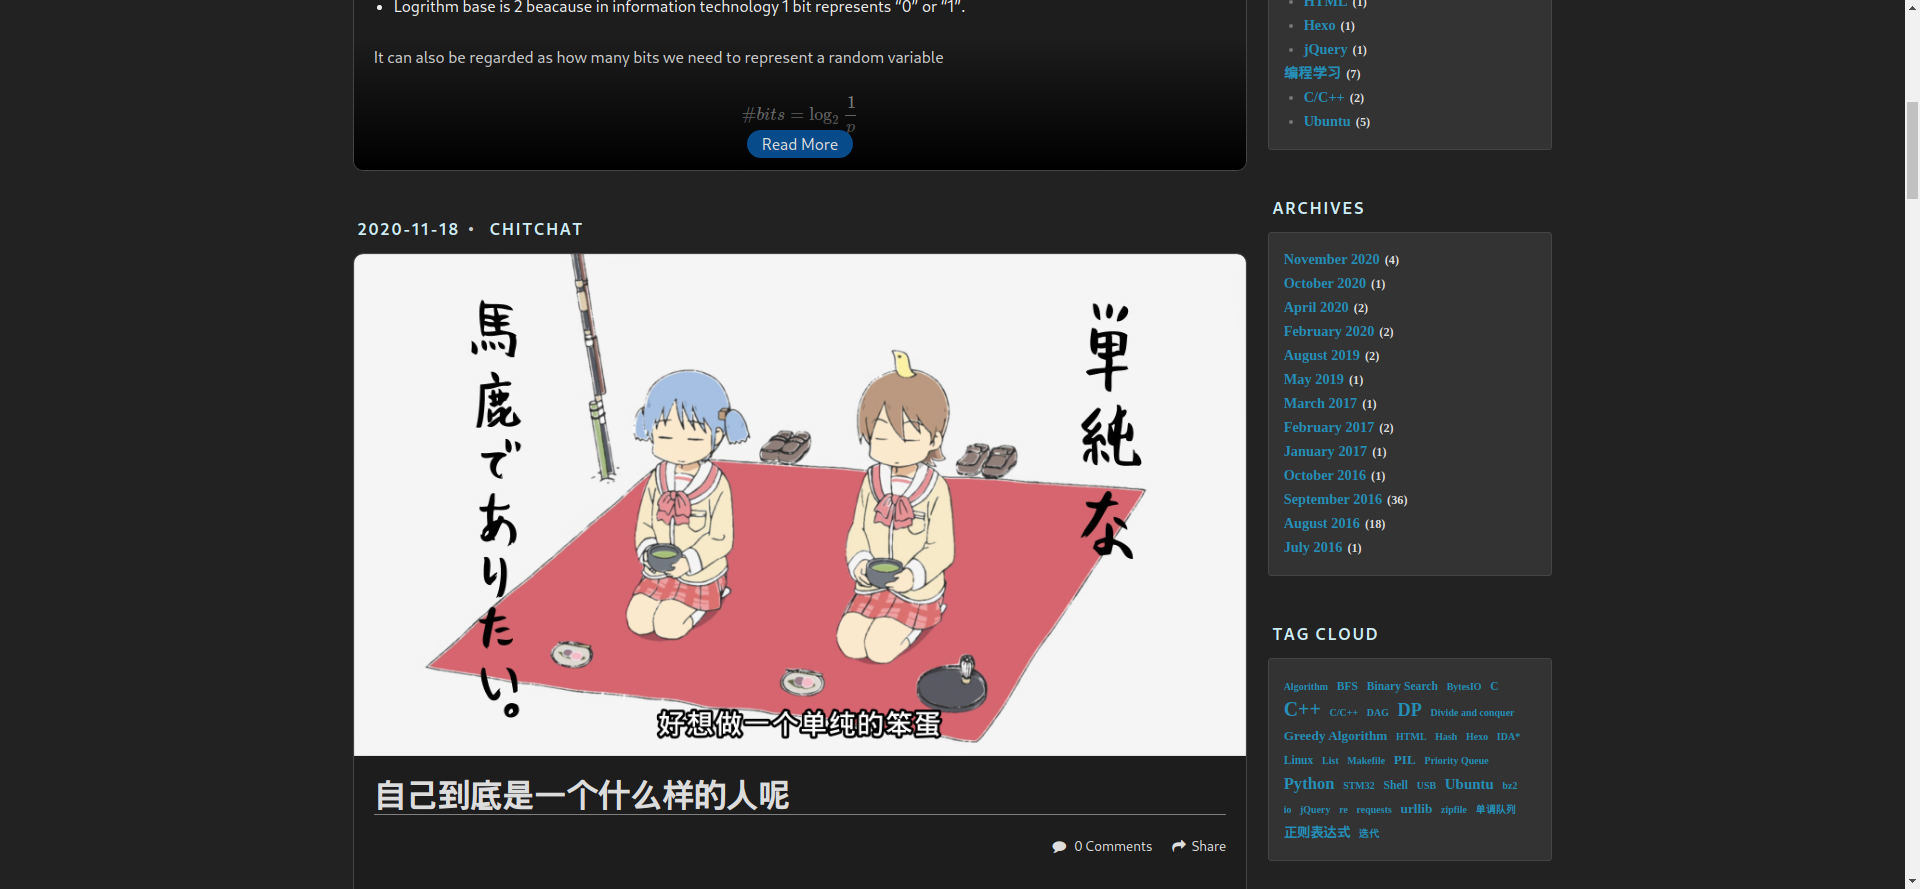 Logrithm base is 2 beacause in information technology 1 bit represents “0” or “1”.
It can also be regarded as how many bits we need to represent a random variable
#bits = log₂ 1/p
Read More
2020-11-18 • CHITCHAT
単純な
馬鹿でありたい。
好想做一个单纯的笨蛋
自己到底是一个什么样的人呢
0 Comments Share
HTML (1)
Hexo (1)
jQuery (1)
编程学习 (7)
C/C++ (2)
Ubuntu (5)
ARCHIVES
November 2020 (4)
October 2020 (1)
April 2020 (2)
February 2020 (2)
August 2019 (2)
May 2019 (1)
March 2017 (1)
February 2017 (2)
January 2017 (1)
October 2016 (1)
September 2016 (36)
August 2016 (18)
July 2016 (1)
TAG CLOUD
Algorithm BFS Binary Search BytesIO C
C++ C/C++ DAG DP Divide and conquer
Greedy Algorithm HTML Hash Hexo IDA*
Linux List Makefile PIL Priority Queue
Python STM32 Shell USB Ubuntu bz2
io jQuery re requests urllib zipfile 单调队列
正则表达式 迭代